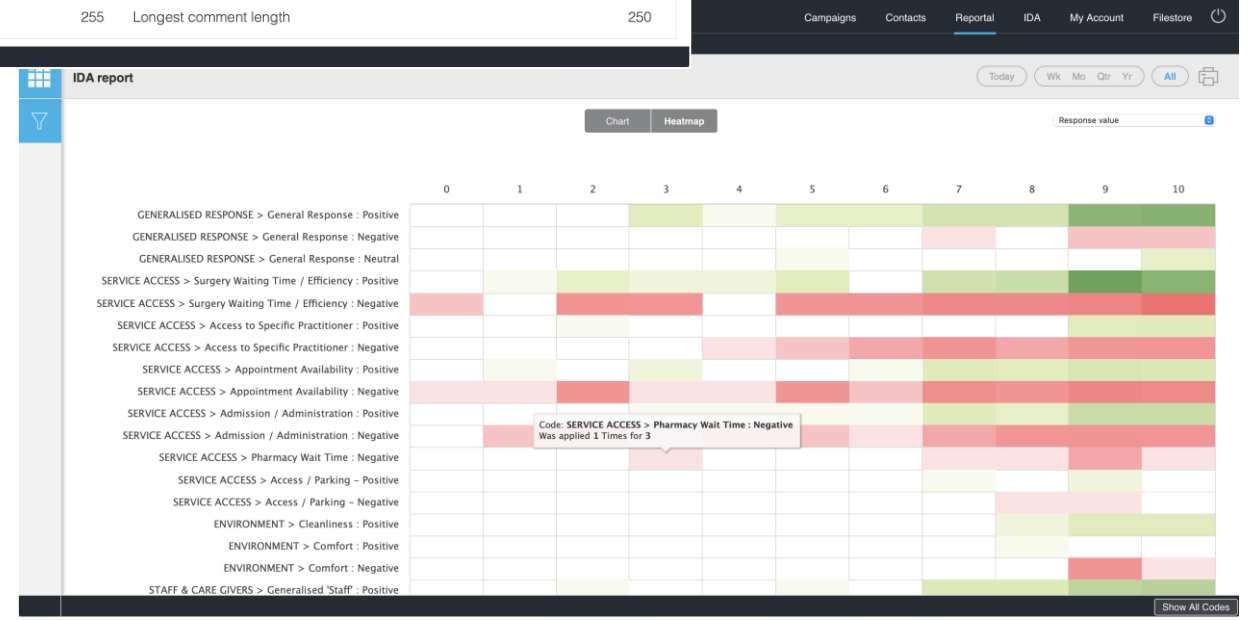 255 Longest comment length 250
Campaigns Contacts Reportal IDA My Account Filestore
IDA report
Today Wk Mo Qtr Yr All
Chart Heatmap
Response value
0 1 2 3 4 5 6 7 8 9 10
GENERALISED RESPONSE > General Response : Positive
GENERALISED RESPONSE > General Response : Negative
GENERALISED RESPONSE > General Response : Neutral
SERVICE ACCESS > Surgery Waiting Time / Efficiency : Positive
SERVICE ACCESS > Surgery Waiting Time / Efficiency : Negative
SERVICE ACCESS > Access to Specific Practitioner : Positive
SERVICE ACCESS > Access to Specific Practitioner : Negative
SERVICE ACCESS > Appointment Availability : Positive
SERVICE ACCESS > Appointment Availability : Negative
SERVICE ACCESS > Admission / Administration : Positive
Code: SERVICE ACCESS > Pharmacy Wait Time : Negative
Was applied 1 Times for 3
SERVICE ACCESS > Admission / Administration : Negative
SERVICE ACCESS > Pharmacy Wait Time : Negative
SERVICE ACCESS > Access / Parking – Positive
SERVICE ACCESS > Access / Parking – Negative
ENVIRONMENT > Cleanliness : Positive
ENVIRONMENT > Comfort : Positive
ENVIRONMENT > Comfort : Negative
STAFF & CARE GIVERS > Generalised 'Staff' : Positive
Show All Codes